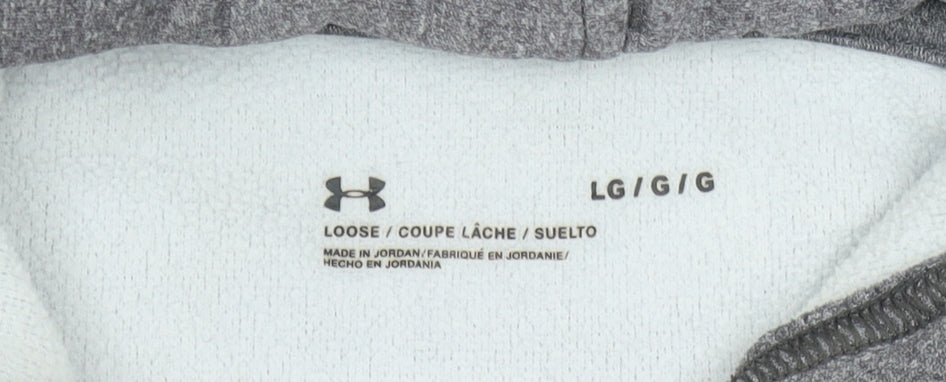 LG / G / G
LOOSE / COUPE LÂCHE / SUELTO
MADE IN JORDAN/FABRIQUÉ EN JORDANIE/
HECHO EN JORDANIA